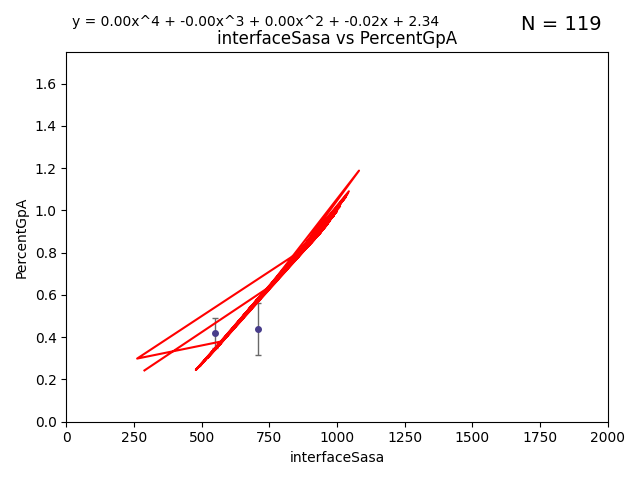 y = 0.00x^4 + -0.00x^3 + 0.00x^2 + -0.02x + 2.34
N = 119
interfaceSasa vs PercentGpA
PercentGpA
1.6
1.4
1.2
1.0
0.8
0.6
0.4
0.2
0.0
0 250 500 750 1000 1250 1500 1750 2000
interfaceSasa